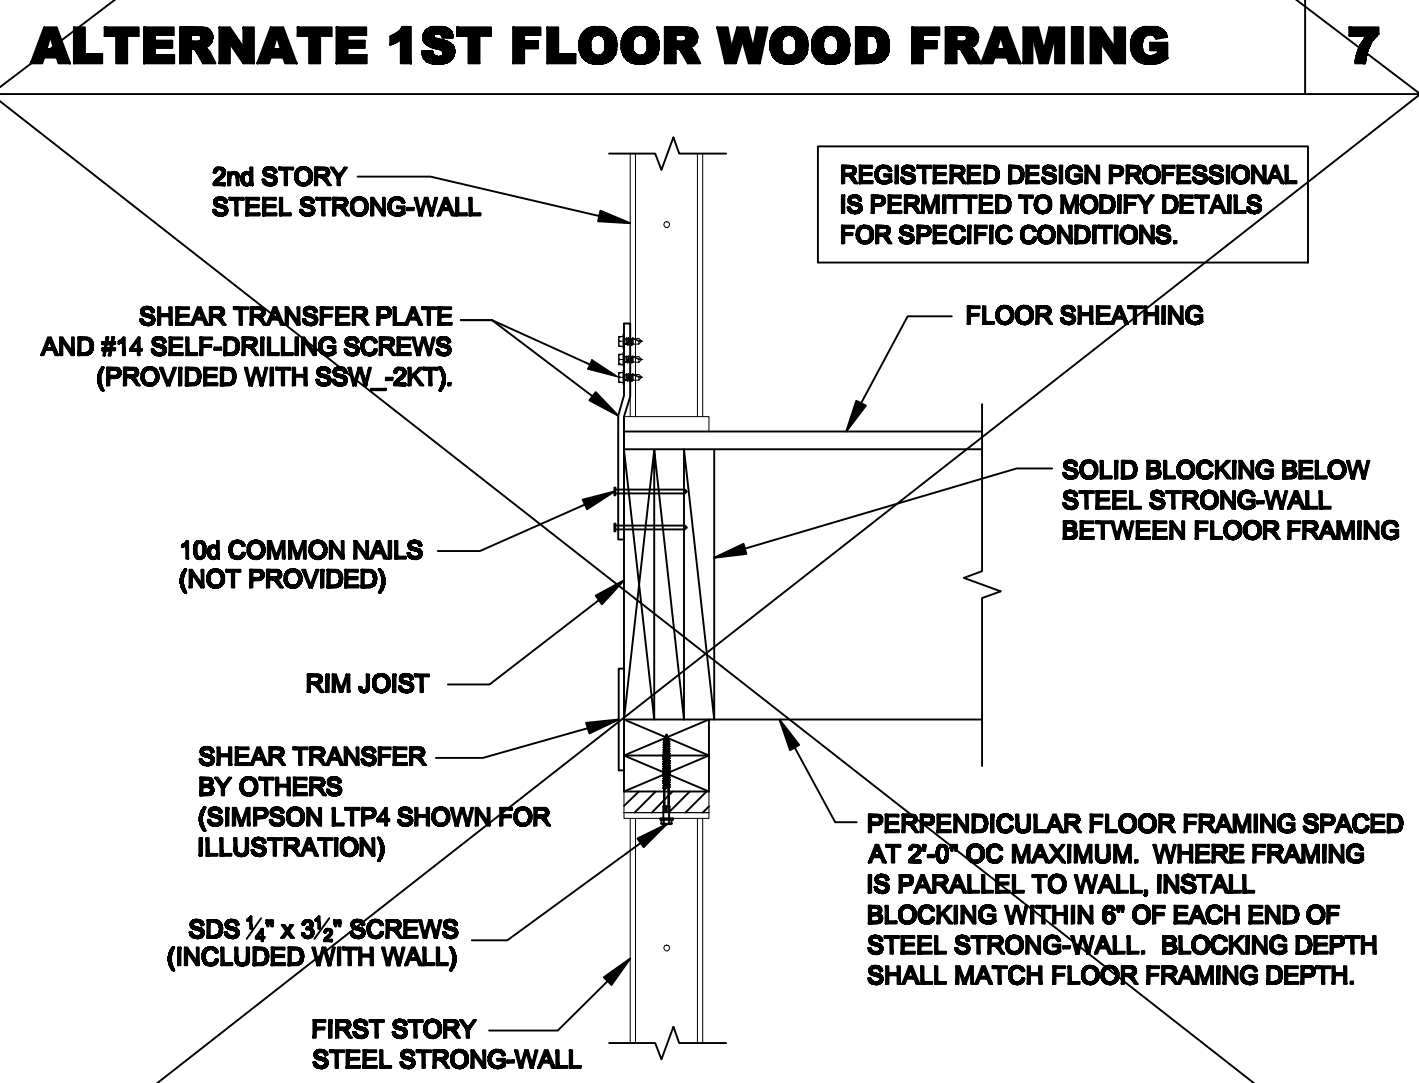 ALTERNATE 1ST FLOOR WOOD FRAMING 7
2nd STORY
STEEL STRONG-WALL
REGISTERED DESIGN PROFESSIONAL
IS PERMITTED TO MODIFY DETAILS
FOR SPECIFIC CONDITIONS.
SHEAR TRANSFER PLATE
AND #14 SELF-DRILLING SCREWS
(PROVIDED WITH SSW_-2KT).
FLOOR SHEATHING
SOLID BLOCKING BELOW
STEEL STRONG-WALL
BETWEEN FLOOR FRAMING
10d COMMON NAILS
(NOT PROVIDED)
RIM JOIST
SHEAR TRANSFER
BY OTHERS
(SIMPSON LTP4 SHOWN FOR
ILLUSTRATION)
PERPENDICULAR FLOOR FRAMING SPACED
AT 2'-0" OC MAXIMUM. WHERE FRAMING
IS PARALLEL TO WALL, INSTALL
BLOCKING WITHIN 6" OF EACH END OF
STEEL STRONG-WALL. BLOCKING DEPTH
SHALL MATCH FLOOR FRAMING DEPTH.
SDS ¼" x 3½" SCREWS
(INCLUDED WITH WALL)
FIRST STORY
STEEL STRONG-WALL